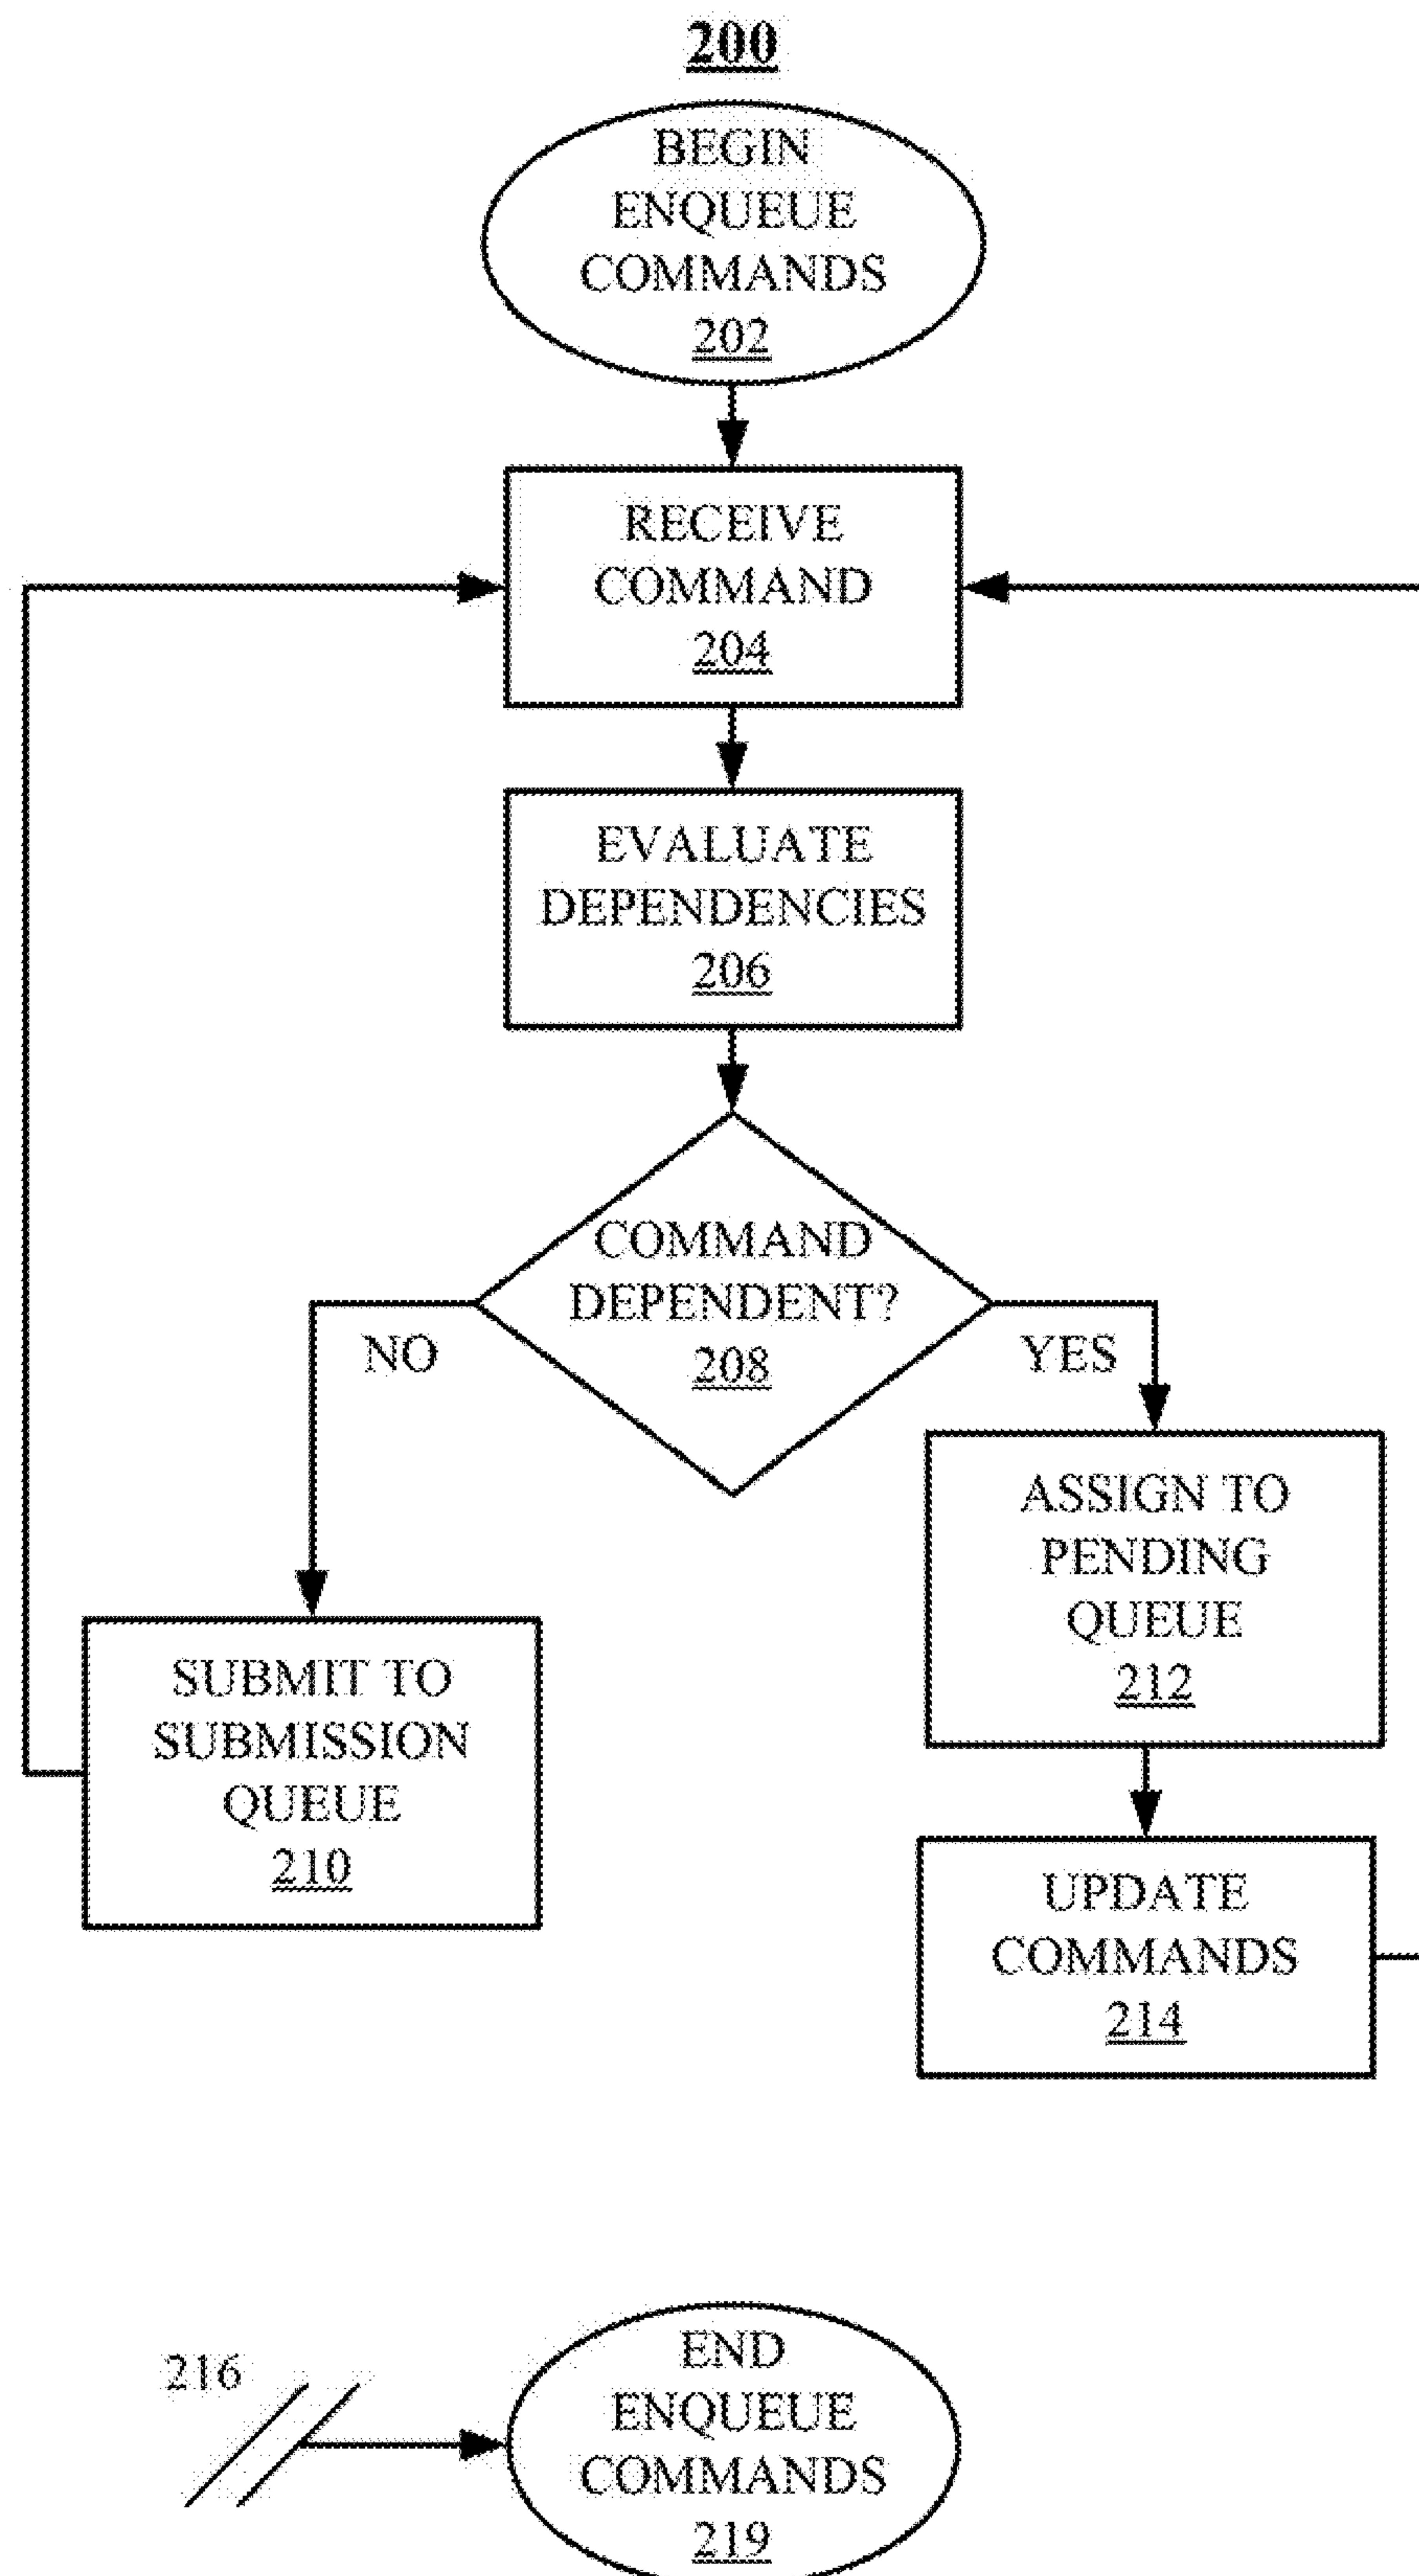 200
BEGIN
ENQUEUE
COMMANDS
202
RECEIVE
COMMAND
204
EVALUATE
DEPENDENCIES
206
COMMAND
DEPENDENT?
208
NO
YES
ASSIGN TO
PENDING
QUEUE
212
SUBMIT TO
SUBMISSION
QUEUE
210
UPDATE
COMMANDS
214
216
END
ENQUEUE
COMMANDS
219